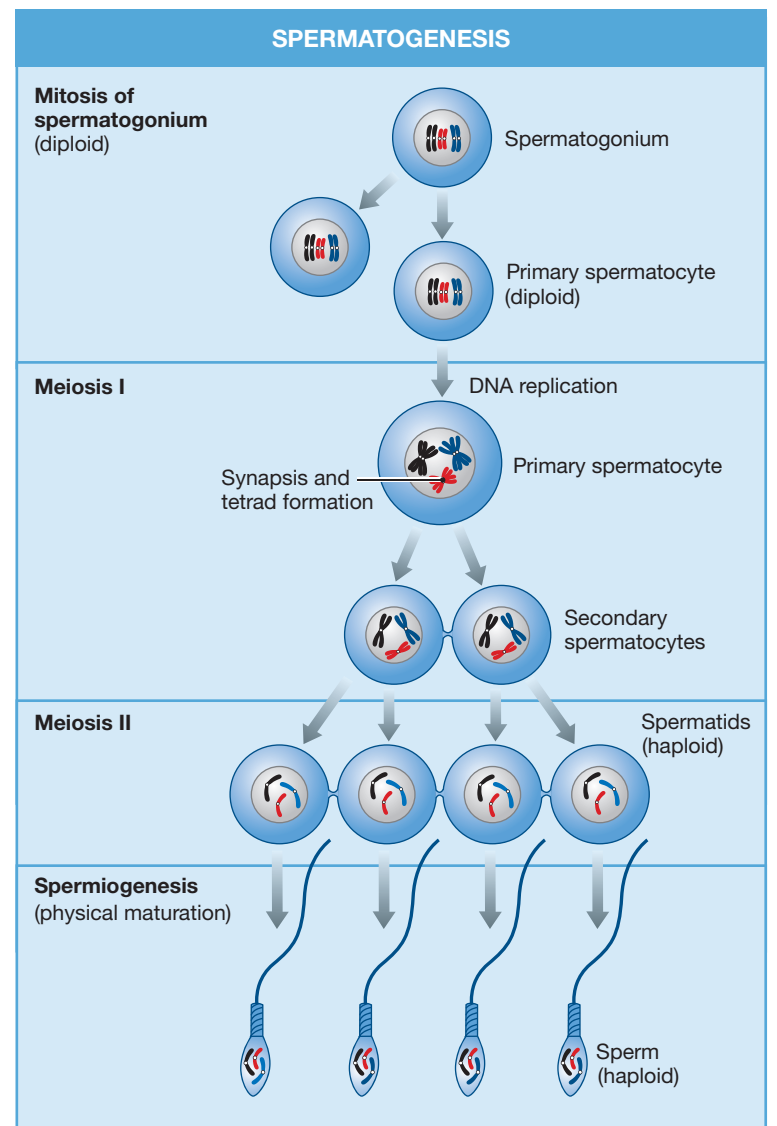 SPERMATOGENESIS
Mitosis of
spermatogonium
(diploid)
Spermatogonium
Primary spermatocyte
(diploid)
Meiosis I
DNA replication
Synapsis and
tetrad formation
Primary spermatocyte
Secondary
spermatocytes
Meiosis II
Spermatids
(haploid)
Spermiogenesis
(physical maturation)
Sperm
(haploid)